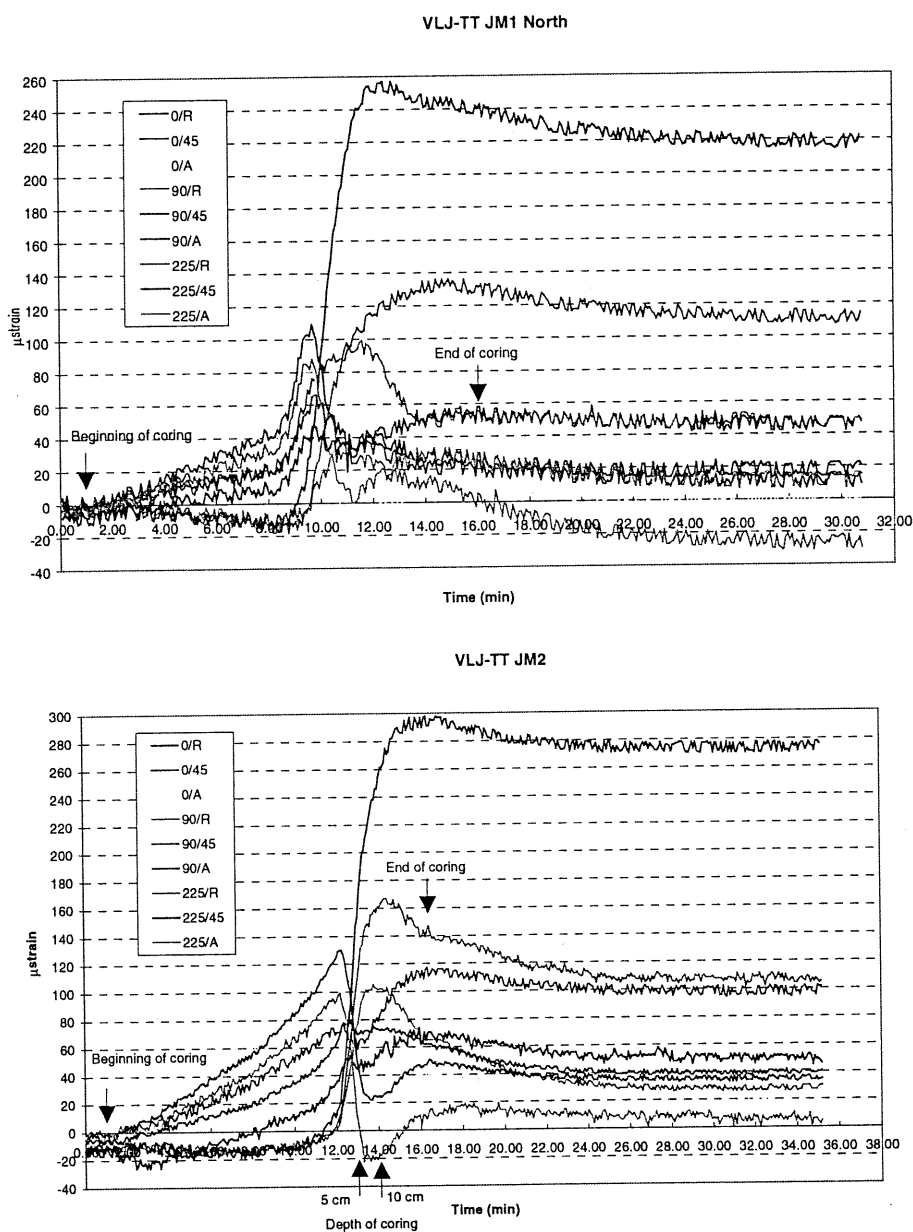 VLJ-TT JM1 North
260
240
220
200
180
160
140
120
100
80
60
40
20
0
-20
-40
µstrain
0/R
0/45
0/A
90/R
90/45
90/A
225/R
225/45
225/A
End of coring
Beginning of coring
0.00 2.00 4.00 6.00 8.00 10.00 12.00 14.00 16.00 18.00 20.00 22.00 24.00 26.00 28.00 30.00 32.00
Time (min)
VLJ-TT JM2
300
280
260
240
220
200
180
160
140
120
100
80
60
40
20
0
-20
-40
µstrain
0/R
0/45
0/A
90/R
90/45
90/A
225/R
225/45
225/A
End of coring
Beginning of coring
12.00 14.00 16.00 18.00 20.00 22.00 24.00 26.00 28.00 30.00 32.00 34.00 36.00 38.00
5 cm 10 cm
Time (min)
Depth of coring